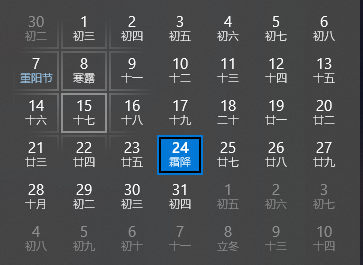 30 1 2 3 4 5 6
初二 初三 初四 初五 初六 初七 初八
7 8 9 10 11 12 13
重阳节 寒露 十一 十二 十三 十四 十五
14 15 16 17 18 19 20
十六 十七 十八 十九 二十 廿一 廿二
21 22 23 24 25 26 27
廿三 廿四 廿五 霜降 廿七 廿八 廿九
28 29 30 31 1 2 3
十月 初二 初三 初四 初五 初六 初七
4 5 6 7 8 9 10
初八 初九 初十 十一 立冬 十三 十四